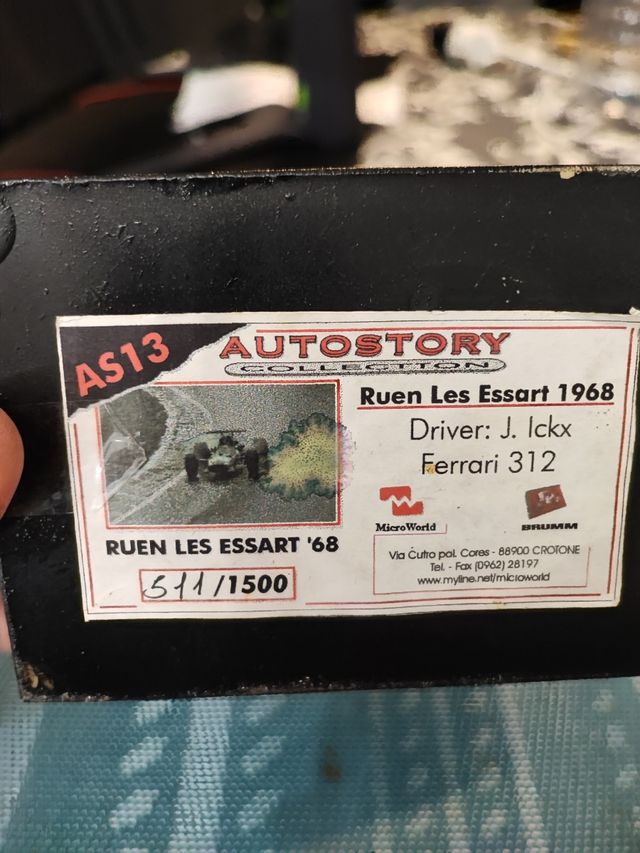 AS13
AUTOSTORY
COLLECTION
Ruen Les Essart 1968
Driver: J. Ickx
Ferrari 312
MicroWorld
BRUMM
RUEN LES ESSART '68
511/1500
Via Cutro pal. Cores - 88900 CROTONE
Tel. - Fax (0962) 28197
www.myline.net/microworld